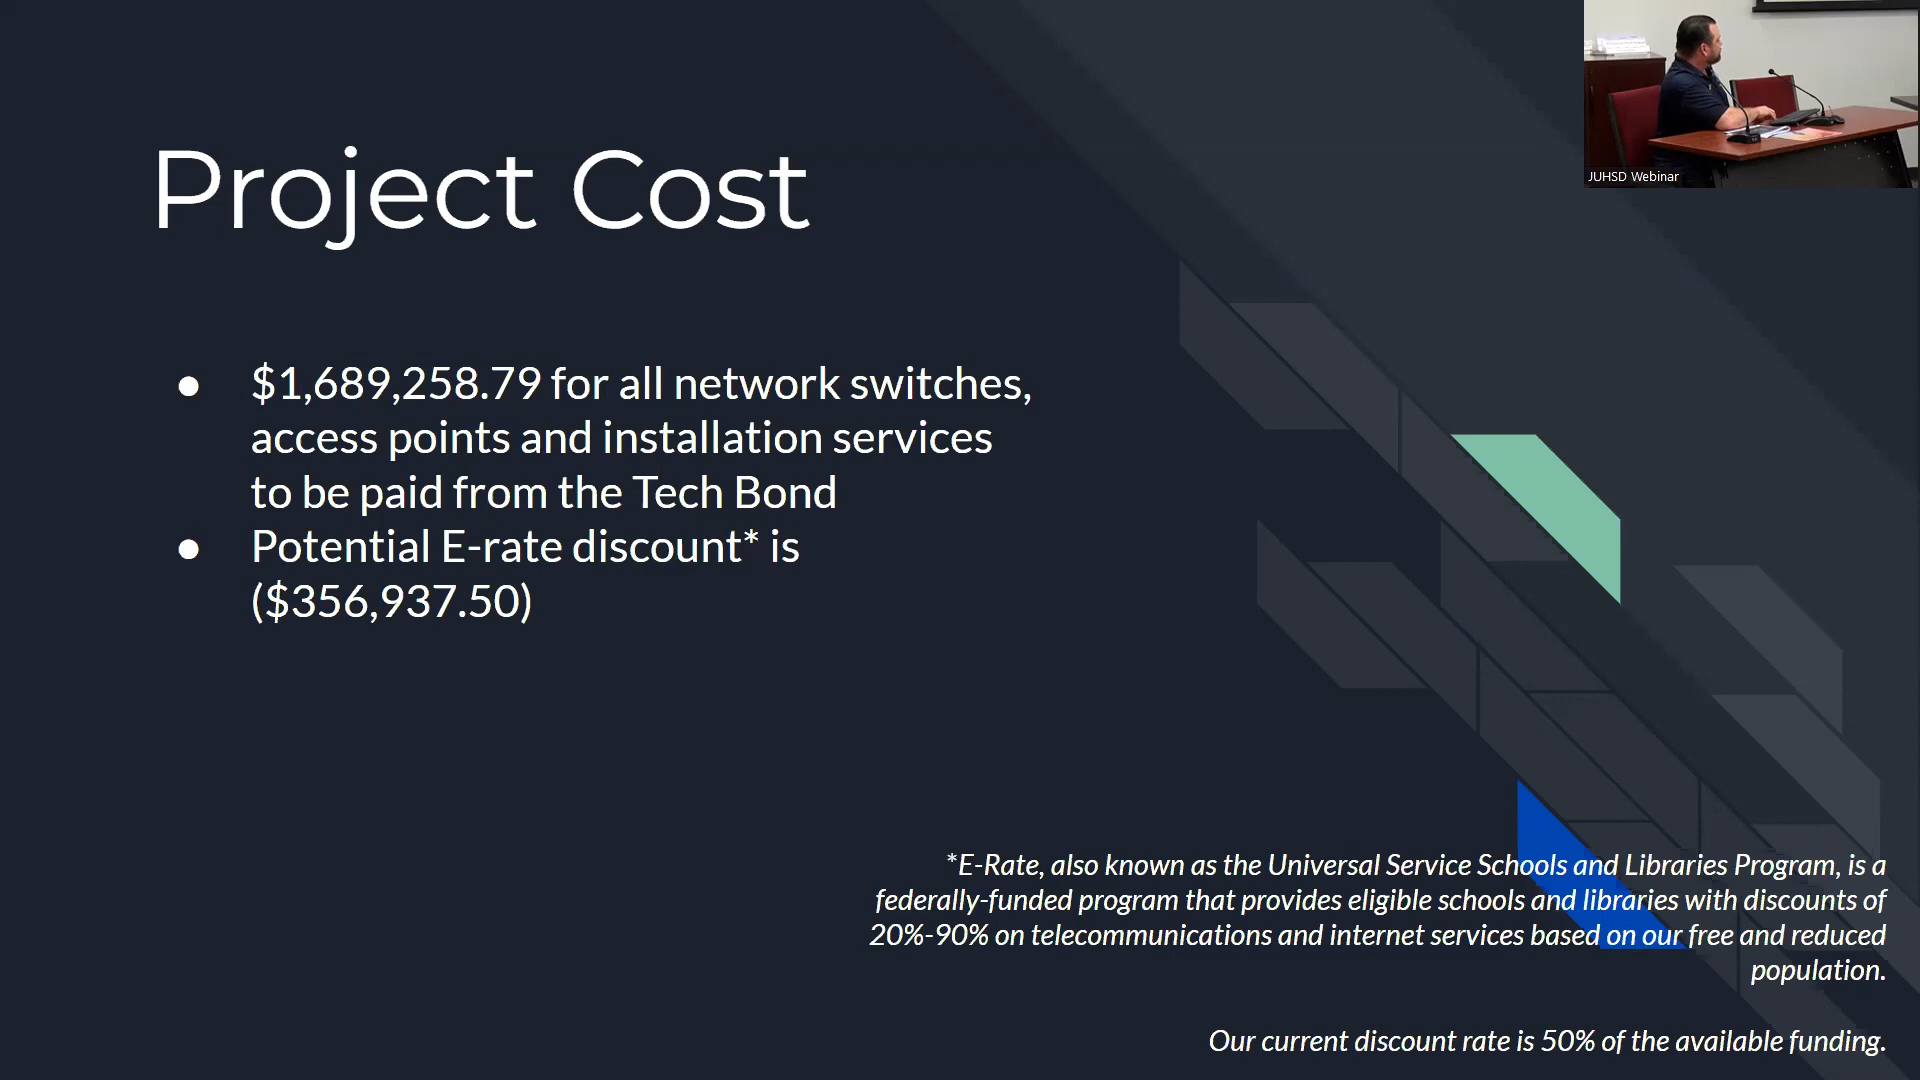 JUHSD Webinar
Project Cost
● $1,689,258.79 for all network switches,
access points and installation services
to be paid from the Tech Bond
● Potential E-rate discount* is
($356,937.50)
*E-Rate, also known as the Universal Service Schools and Libraries Program, is a
federally-funded program that provides eligible schools and libraries with discounts of
20%-90% on telecommunications and internet services based on our free and reduced
population.
Our current discount rate is 50% of the available funding.